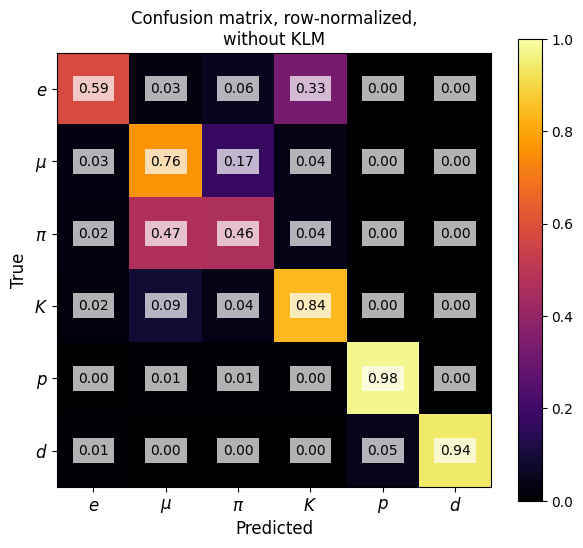 Confusion matrix, row-normalized,
without KLM
e 0.59 0.03 0.06 0.33 0.00 0.00
μ 0.03 0.76 0.17 0.04 0.00 0.00
π 0.02 0.47 0.46 0.04 0.00 0.00
K 0.02 0.09 0.04 0.84 0.00 0.00
p 0.00 0.01 0.01 0.00 0.98 0.00
d 0.01 0.00 0.00 0.00 0.05 0.94
e μ π K p d
Predicted
True
1.0
0.8
0.6
0.4
0.2
0.0